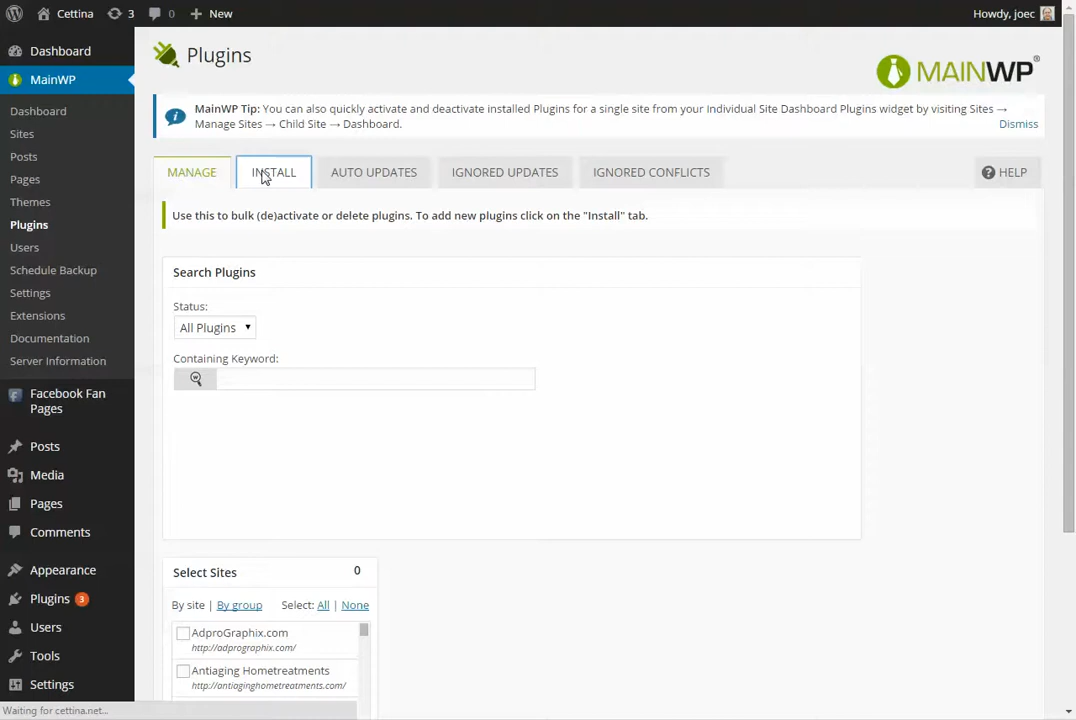 Cettina 3 0 New
Howdy, joec
Dashboard
MainWP
Dashboard
Sites
Posts
Pages
Themes
Plugins
Users
Schedule Backup
Settings
Extensions
Documentation
Server Information
Facebook Fan
Pages
Posts
Media
Pages
Comments
Appearance
Plugins 3
Users
Tools
Settings
Plugins
MAINWP®
MainWP Tip: You can also quickly activate and deactivate installed Plugins for a single site from your Individual Site Dashboard Plugins widget by visiting Sites →
Manage Sites → Child Site → Dashboard.
Dismiss
MANAGE INSTALL AUTO UPDATES IGNORED UPDATES IGNORED CONFLICTS ? HELP
Use this to bulk (de)activate or delete plugins. To add new plugins click on the "Install" tab.
Search Plugins
Status:
All Plugins
Containing Keyword:
Select Sites 0
By site | By group Select: All | None
AdproGraphix.com
http://adprographix.com/
Antiaging Hometreatments
http://antiaginghometreatments.com/
Waiting for cettina.net...